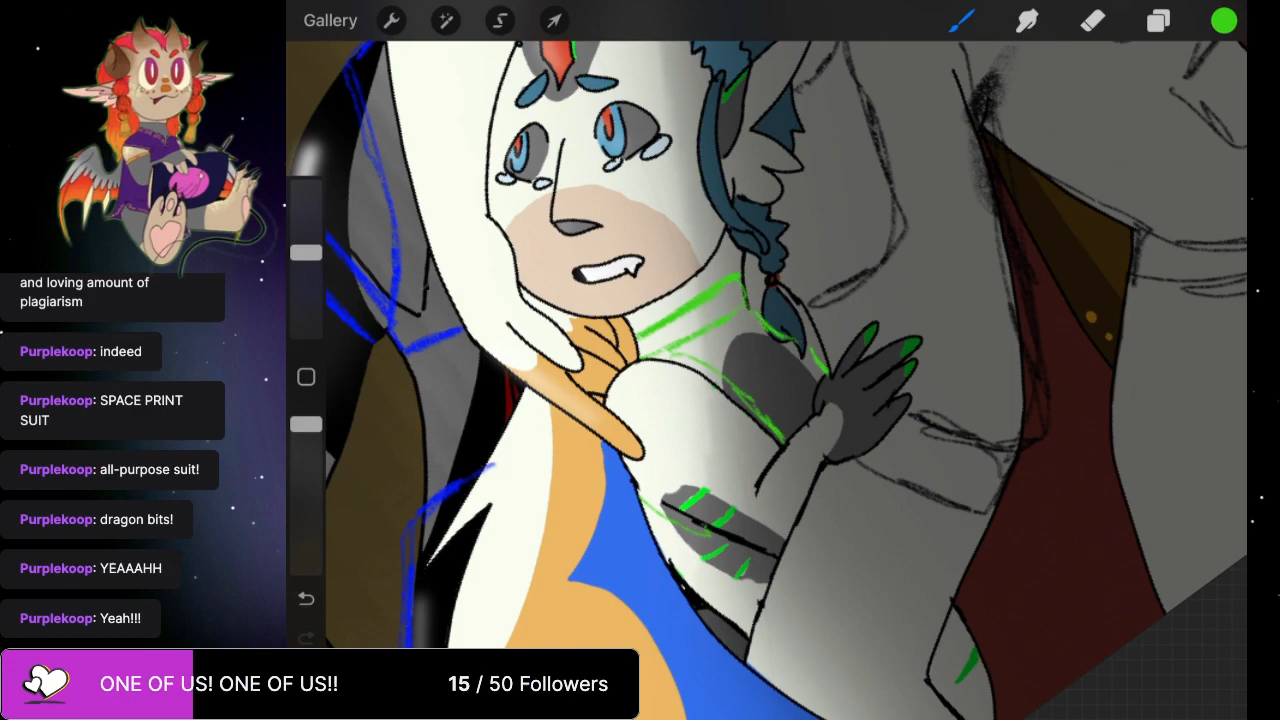 Gallery
and loving amount of
plagiarism
Purplekoop: indeed
Purplekoop: SPACE PRINT
SUIT
Purplekoop: all-purpose suit!
Purplekoop: dragon bits!
Purplekoop: YEAAAHH
Purplekoop: Yeah!!!
ONE OF US! ONE OF US!! 15 / 50 Followers